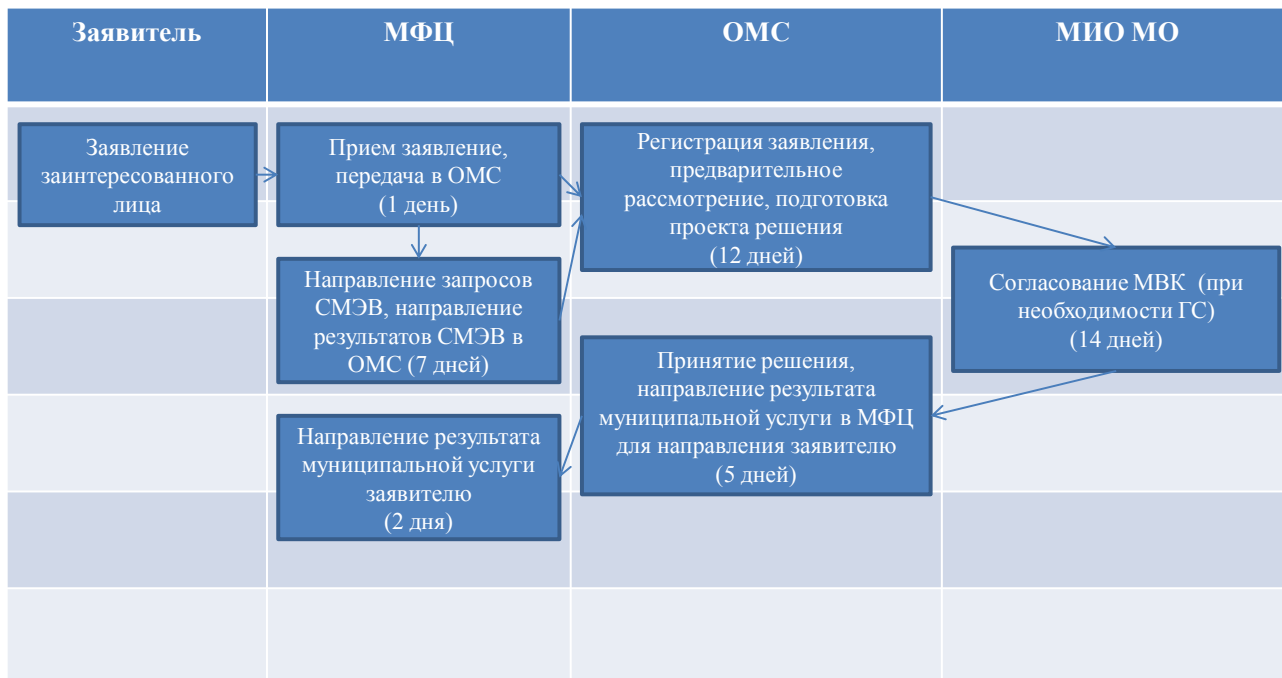 Заявитель
МФЦ
ОМС
МИО МО
Заявление
заинтересованного
лица
Прием заявление,
передача в ОМС
(1 день)
Регистрация заявления,
предварительное
рассмотрение, подготовка
проекта решения
(12 дней)
Направление запросов
СМЭВ, направление
результатов СМЭВ в
ОМС (7 дней)
Согласование МВК (при
необходимости ГС)
(14 дней)
Принятие решения,
направление результата
муниципальной услуги в МФЦ
для направления заявителю
(5 дней)
Направление результата
муниципальной услуги
заявителю
(2 дня)